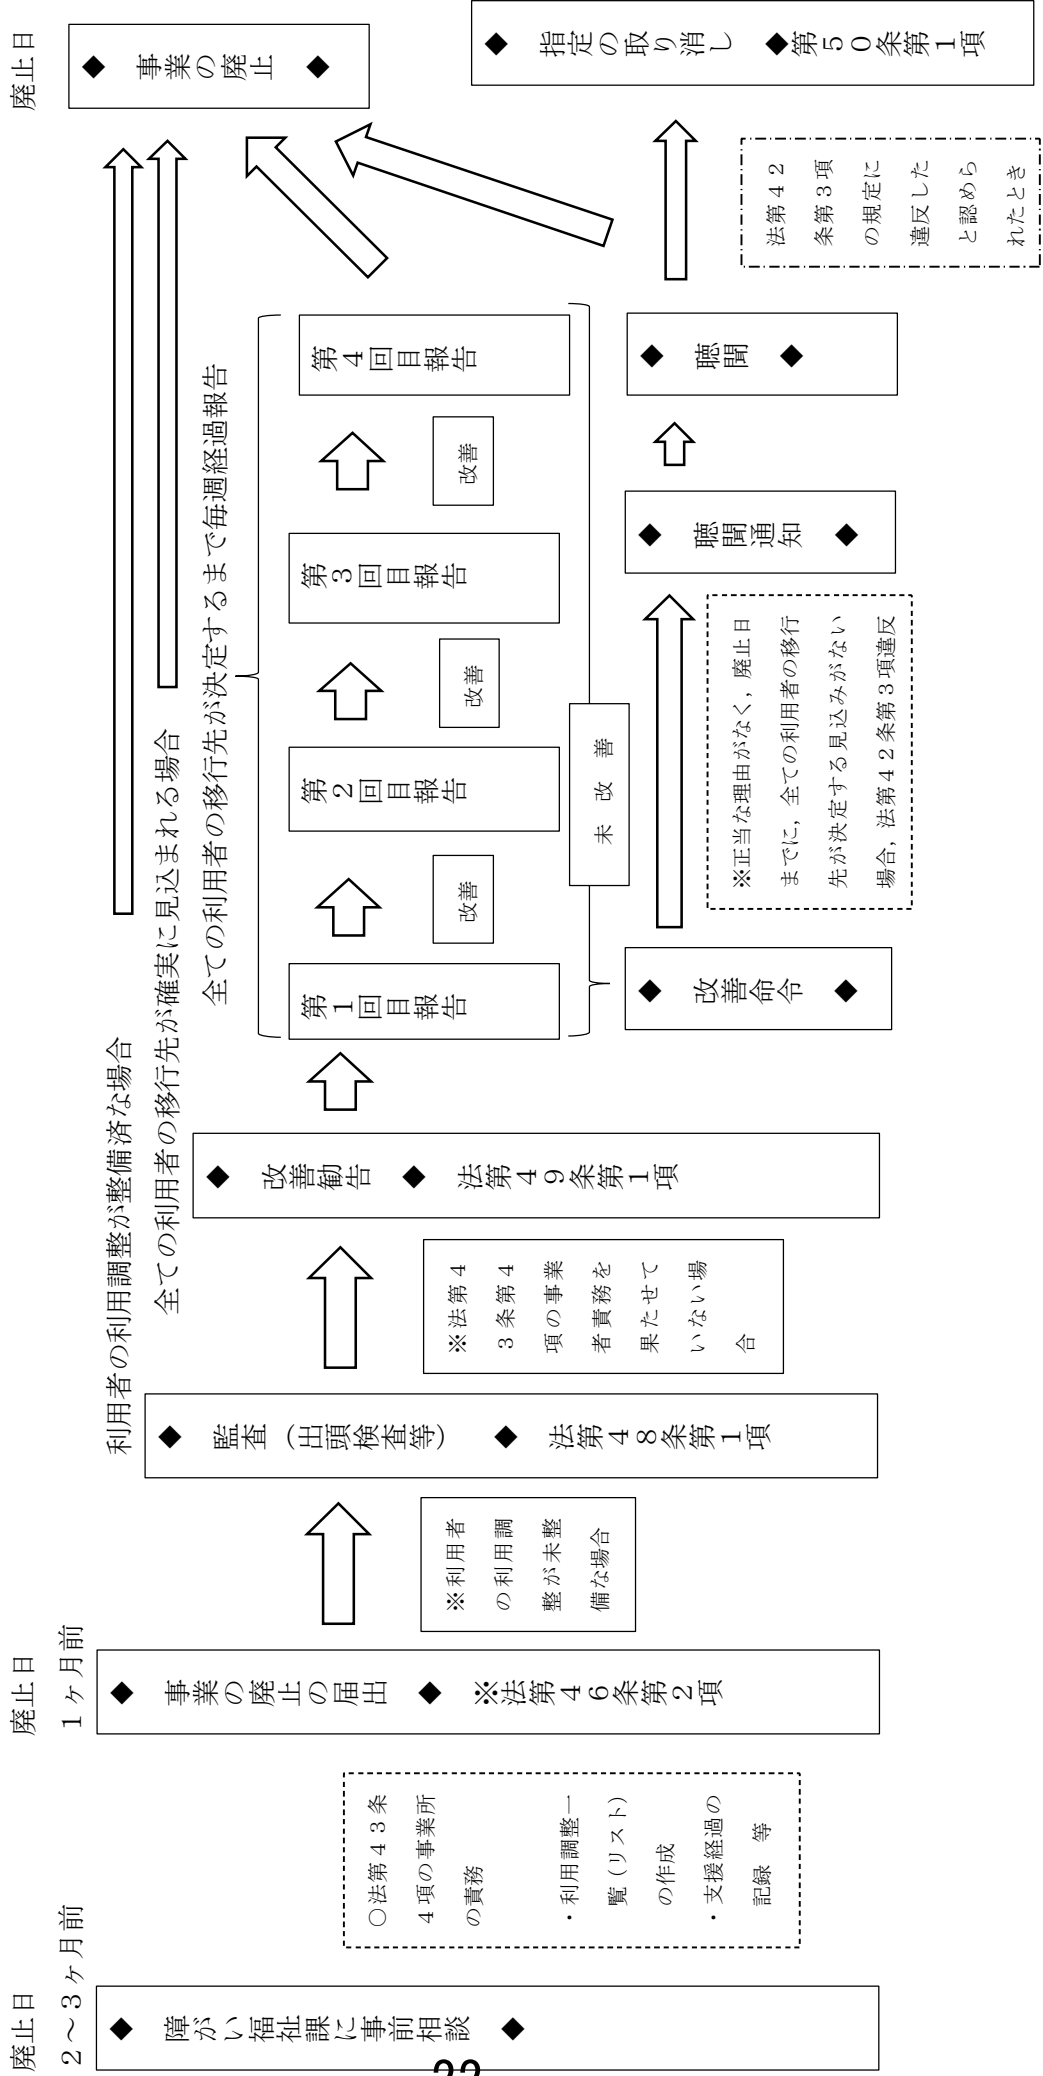 廃止日
２～３ヶ月前
◆障がい福祉課に事前相談◆
○法第４３条
４項の事業所
の責務
・利用調整一
覧（リスト）
の作成
・支援経過の
記録　等
廃止日
１ヶ月前
◆事業の廃止の届出◆※法第４６条第２項
※利用者
の利用調
整が未整
備な場合
利用者の利用調整が整備済な場合
◆監査（出頭検査等）◆法第４８条第１項
※法第４
３条第４
項の事業
者責務を
果たせて
いない場
合
全ての利用者の移行先が確実に見込まれる場合
◆改善勧告◆法第４９条第１項
全ての利用者の移行先が決定するまで毎週経過報告
第１回目報告
改善
第２回目報告
改善
第３回目報告
改善
第４回目報告
未　改　善
◆改善命令◆
※正当な理由がなく，廃止日
までに，全ての利用者の移行
先が決定する見込みがない
場合，法第４２条第３項違反
◆聴聞通知◆
◆聴聞◆
法第４２
条第３項
の規定に
違反した
と認めら
れたとき
廃止日
◆事業の廃止◆
◆指定の取り消し◆第５０条第１項